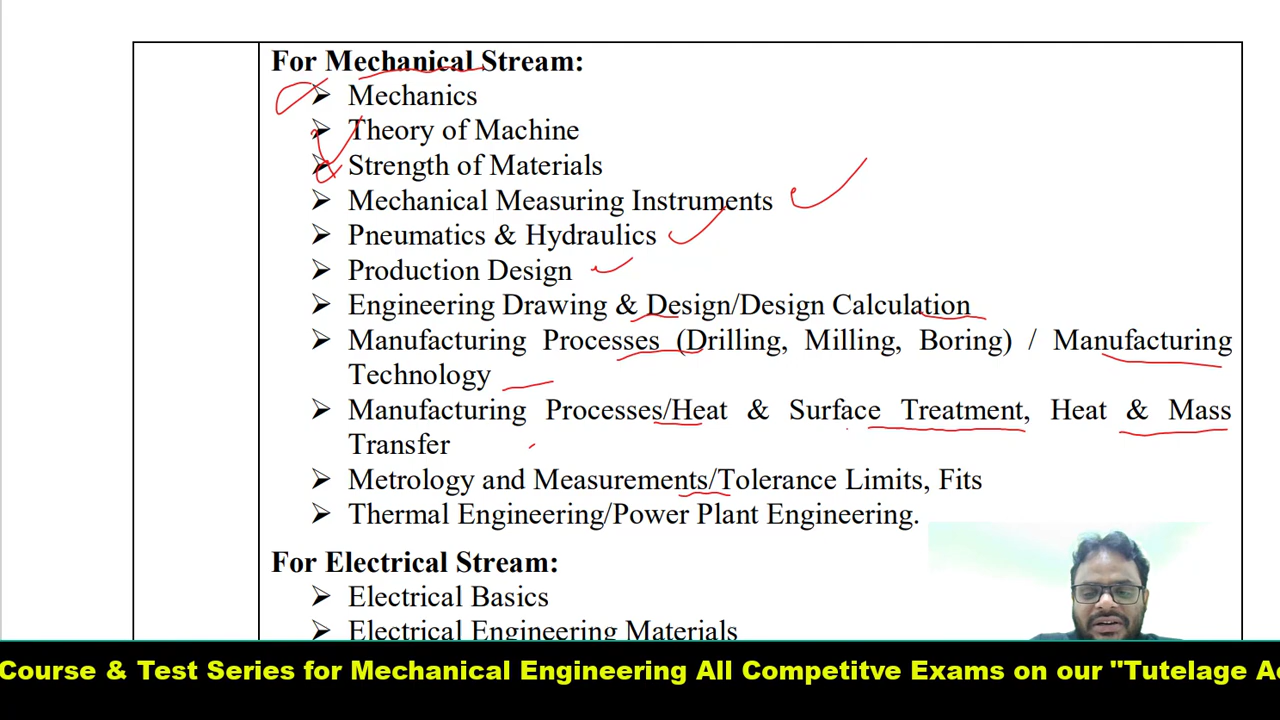 For Mechanical Stream:
➤ Mechanics
➤ Theory of Machine
➤ Strength of Materials
➤ Mechanical Measuring Instruments
➤ Pneumatics & Hydraulics
➤ Production Design
➤ Engineering Drawing & Design/Design Calculation
➤ Manufacturing Processes (Drilling, Milling, Boring) / Manufacturing
Technology
➤ Manufacturing Processes/Heat & Surface Treatment, Heat & Mass
Transfer
➤ Metrology and Measurements/Tolerance Limits, Fits
➤ Thermal Engineering/Power Plant Engineering.
For Electrical Stream:
➤ Electrical Basics
➤ Electrical Engineering Materials
Course & Test Series for Mechanical Engineering All Competitve Exams on our "Tutelage